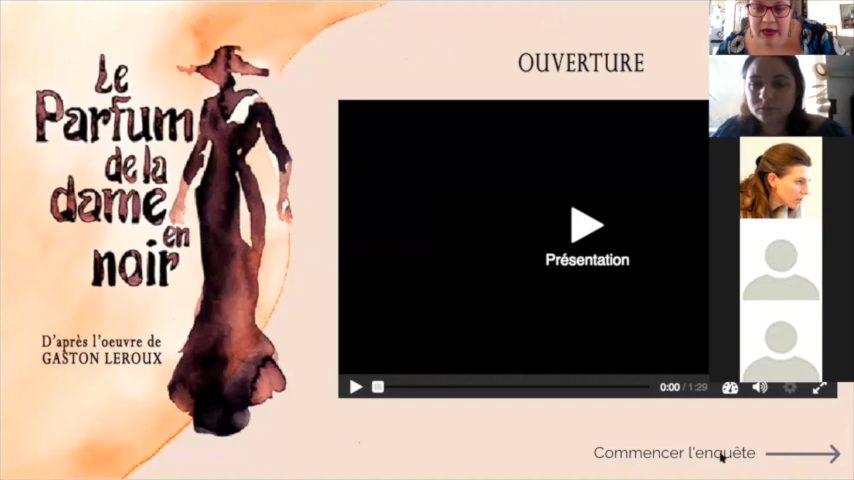 Le
Parfum
de la
dame
en
noir
D'après l'oeuvre de
GASTON LEROUX
OUVERTURE
Présentation
0:00 / 1:29
Commencer l'enquête